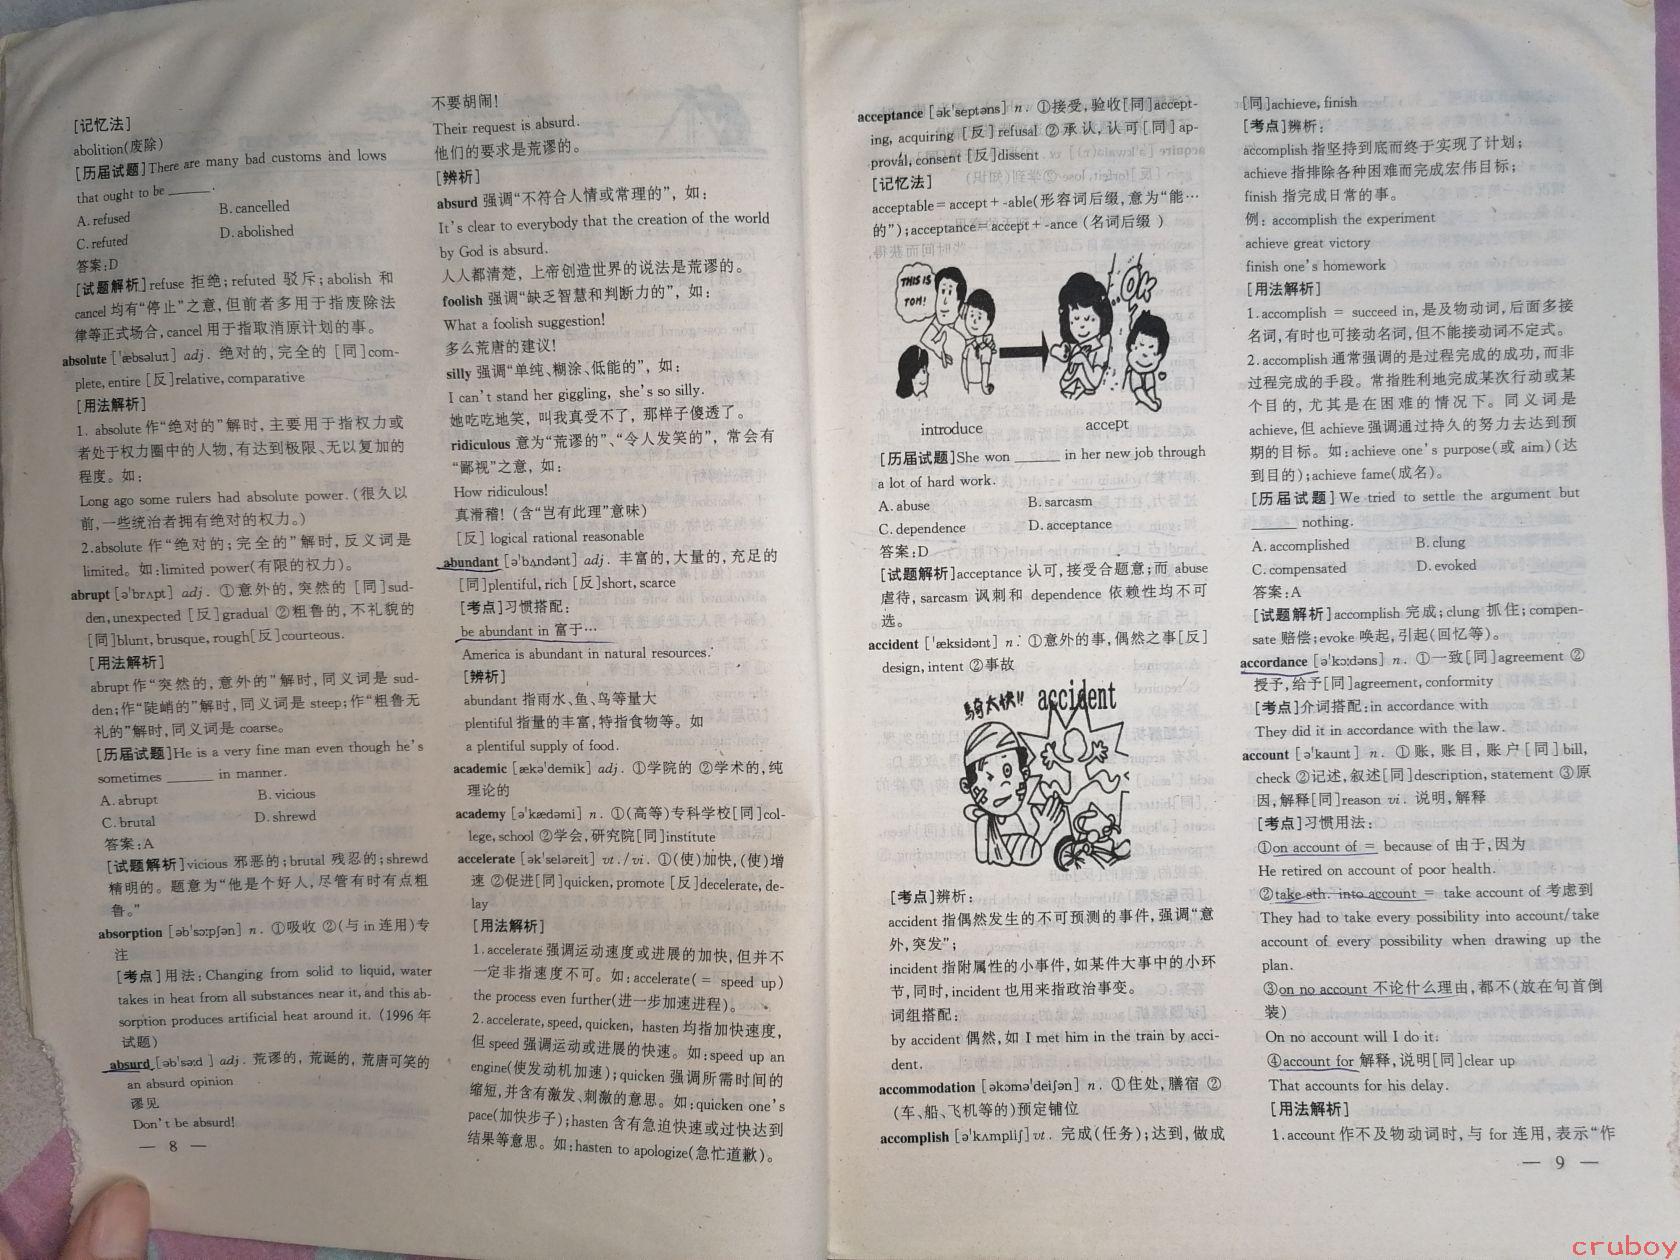 [记忆法]
abolition(废除)
[历届试题]There are many bad customs and lows
that ought to be ______.
A. refused B. cancelled
C. refuted D. abolished
答案:D
[试题解析]refuse 拒绝;refuted 驳斥;abolish 和
cancel 均有“停止”之意,但前者多用于指废除法
律等正式场合,cancel 用于指取消原计划的事。
absolute [ˈæbsəluːt] adj. 绝对的,完全的 [同]com-
plete, entire [反]relative, comparative
[用法解析]
1. absolute 作“绝对的”解时,主要用于指权力或
者处于权力圈中的人物,有达到极限、无以复加的
程度。如:
Long ago some rulers had absolute power. (很久以
前,一些统治者拥有绝对的权力。)
2. absolute 作“绝对的;完全的”解时,反义词是
limited。如:limited power(有限的权力)。
abrupt [əˈbrʌpt] adj. ①意外的,突然的 [同]sud-
den, unexpected [反]gradual ②粗鲁的,不礼貌的
[同]blunt, brusque, rough[反]courteous.
[用法解析]
abrupt 作“突然的,意外的”解时,同义词是 sud-
den;作“陡峭的”解时,同义词是 steep;作“粗鲁无
礼的”解时,同义词是 coarse。
[历届试题]He is a very fine man even though he's
sometimes ______ in manner.
A. abrupt B. vicious
C. brutal D. shrewd
答案:A
[试题解析]vicious 邪恶的;brutal 残忍的;shrewd
精明的。题意为“他是个好人,尽管有时有点粗
鲁。”
absorption [əbˈsɔːpʃən] n. ①吸收 ②(与 in 连用)专
注
[考点]用法: Changing from solid to liquid, water
takes in heat from all substances near it, and this ab-
sorption produces artificial heat around it. (1996 年
试题)
absurd [əbˈsəːd] adj. 荒谬的, 荒诞的, 荒唐可笑的
an absurd opinion
谬见
Don't be absurd!
— 8 —
不要胡闹!
Their request is absurd.
他们的要求是荒谬的。
[辨析]
absurd 强调“不符合人情或常理的”, 如:
It's clear to everybody that the creation of the world
by God is absurd.
人人都清楚, 上帝创造世界的说法是荒谬的。
foolish 强调“缺乏智慧和判断力的”, 如:
What a foolish suggestion!
多么荒唐的建议!
silly 强调“单纯、糊涂、低能的”, 如:
I can't stand her giggling, she's so silly.
她吃吃地笑, 叫我真受不了, 那样子傻透了。
ridiculous 意为“荒谬的”、“令人发笑的”, 常会有
“鄙视”之意, 如:
How ridiculous!
真滑稽! (含“岂有此理”意味)
[反] logical rational reasonable
abundant [əˈbʌndənt] adj. 丰富的,大量的,充足的
[同]plentiful, rich [反]short, scarce
[考点]习惯搭配:
be abundant in 富于…
America is abundant in natural resources.
[辨析]
abundant 指雨水、鱼、鸟等量大
plentiful 指量的丰富,特指食物等。如
a plentiful supply of food.
academic [ækəˈdemik] adj. ①学院的 ②学术的,纯
理论的
academy [əˈkædəmi] n. ①(高等)专科学校[同]col-
lege, school ②学会,研究院[同]institute
accelerate [əkˈseləreit] vt./vi. ①(使)加快,(使)增
速 ②促进[同]quicken, promote [反]decelerate, de-
lay
[用法解析]
1. accelerate 强调运动速度或进展的加快,但并不
一定非指速度不可。如:accelerate( = speed up)
the process even further(进一步加速进程)。
2. accelerate, speed, quicken, hasten 均指加快速度,
但 speed 强调运动或进展的快速。如:speed up an
engine(使发动机加速);quicken 强调所需时间的
缩短,并含有激发、刺激的意思。如:quicken one's
pace(加快步子);hasten 含有急迫快速或过快达到
结果等意思。如:hasten to apologize(急忙道歉)。
acceptance [əkˈseptəns] n. ①接受,验收[同]accept-
ing, acquiring [反]refusal ②承认,认可[同]ap-
proval, consent [反]dissent
[记忆法]
acceptable = accept + -able(形容词后缀,意为“能…
的”);acceptance = accept + -ance (名词后缀 )
THIS IS
TOM!
OK
introduce accept
[历届试题]She won ______ in her new job through
a lot of hard work.
A. abuse B. sarcasm
C. dependence D. acceptance
答案:D
[试题解析]acceptance 认可,接受合题意;而 abuse
虐待, sarcasm 讽刺和 dependence 依赖性均不可
选。
accident [ˈæksidənt] n. ①意外的事,偶然之事[反]
design, intent ②事故
骑太快!! accident
[考点]辨析:
accident 指偶然发生的不可预测的事件,强调“意
外,突发”;
incident 指附属性的小事件,如某件大事中的小环
节,同时,incident 也用来指政治事变。
词组搭配:
by accident 偶然,如 I met him in the train by acci-
dent.
accommodation [əkɔməˈdeiʃən] n. ①住处,膳宿 ②
(车、船、飞机等的)预定铺位
accomplish [əˈkʌmpliʃ] vt. 完成(任务);达到,做成
[同]achieve, finish
[考点]辨析:
accomplish 指坚持到底而终于实现了计划;
achieve 指排除各种困难而完成宏伟目标;
finish 指完成日常的事。
例: accomplish the experiment
achieve great victory
finish one's homework
[用法解析]
1. accomplish = succeed in,是及物动词,后面多接
名词,有时也可接动名词,但不能接动词不定式。
2. accomplish 通常强调的是过程完成的成功,而非
过程完成的手段。常指胜利地完成某次行动或某
个目的,尤其是在困难的情况下。同义词是
achieve,但 achieve 强调通过持久的努力去达到预
期的目标。如:achieve one's purpose(或 aim)(达
到目的);achieve fame(成名)。
[历届试题] We tried to settle the argument but
______ nothing.
A. accomplished B. clung
C. compensated D. evoked
答案:A
[试题解析]accomplish 完成;clung 抓住;compen-
sate 赔偿;evoke 唤起,引起(回忆等)。
accordance [əˈkɔːdəns] n. ①一致[同]agreement ②
授予,给予[同]agreement, conformity
[考点]介词搭配:in accordance with
They did it in accordance with the law.
account [əˈkaunt] n. ①账,账目,账户[同] bill,
check ②记述,叙述[同]description, statement ③原
因,解释[同]reason vi. 说明,解释
[考点]习惯用法:
①on account of = because of 由于,因为
He retired on account of poor health.
②take sth. into account = take account of 考虑到
They had to take every possibility into account/take
account of every possibility when drawing up the
plan.
③on no account 不论什么理由,都不(放在句首倒
装)
On no account will I do it.
④account for 解释,说明[同]clear up
That accounts for his delay.
[用法解析]
1. account 作不及物动词时,与 for 连用,表示“作
— 9 —
cruboy